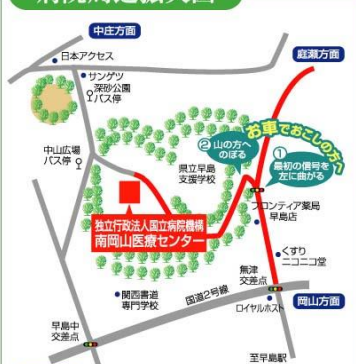 中庄方面
日本アクセス
庭瀬方面
サンゲツ
深砂公園
バス停
お車でおこしの方へ
②山の方へ
のぼる
①
最初の信号を
左に曲がる
中山広場
バス停
県立早島
支援学校
フロンティア薬局
早島店
独立行政法人国立病院機構
南岡山医療センター
くすり
ニコニコ堂
無津
交差点
関西書道
専門学校
国道2号線
岡山方面
ロイヤルホスト
早島中
交差点
至早島駅